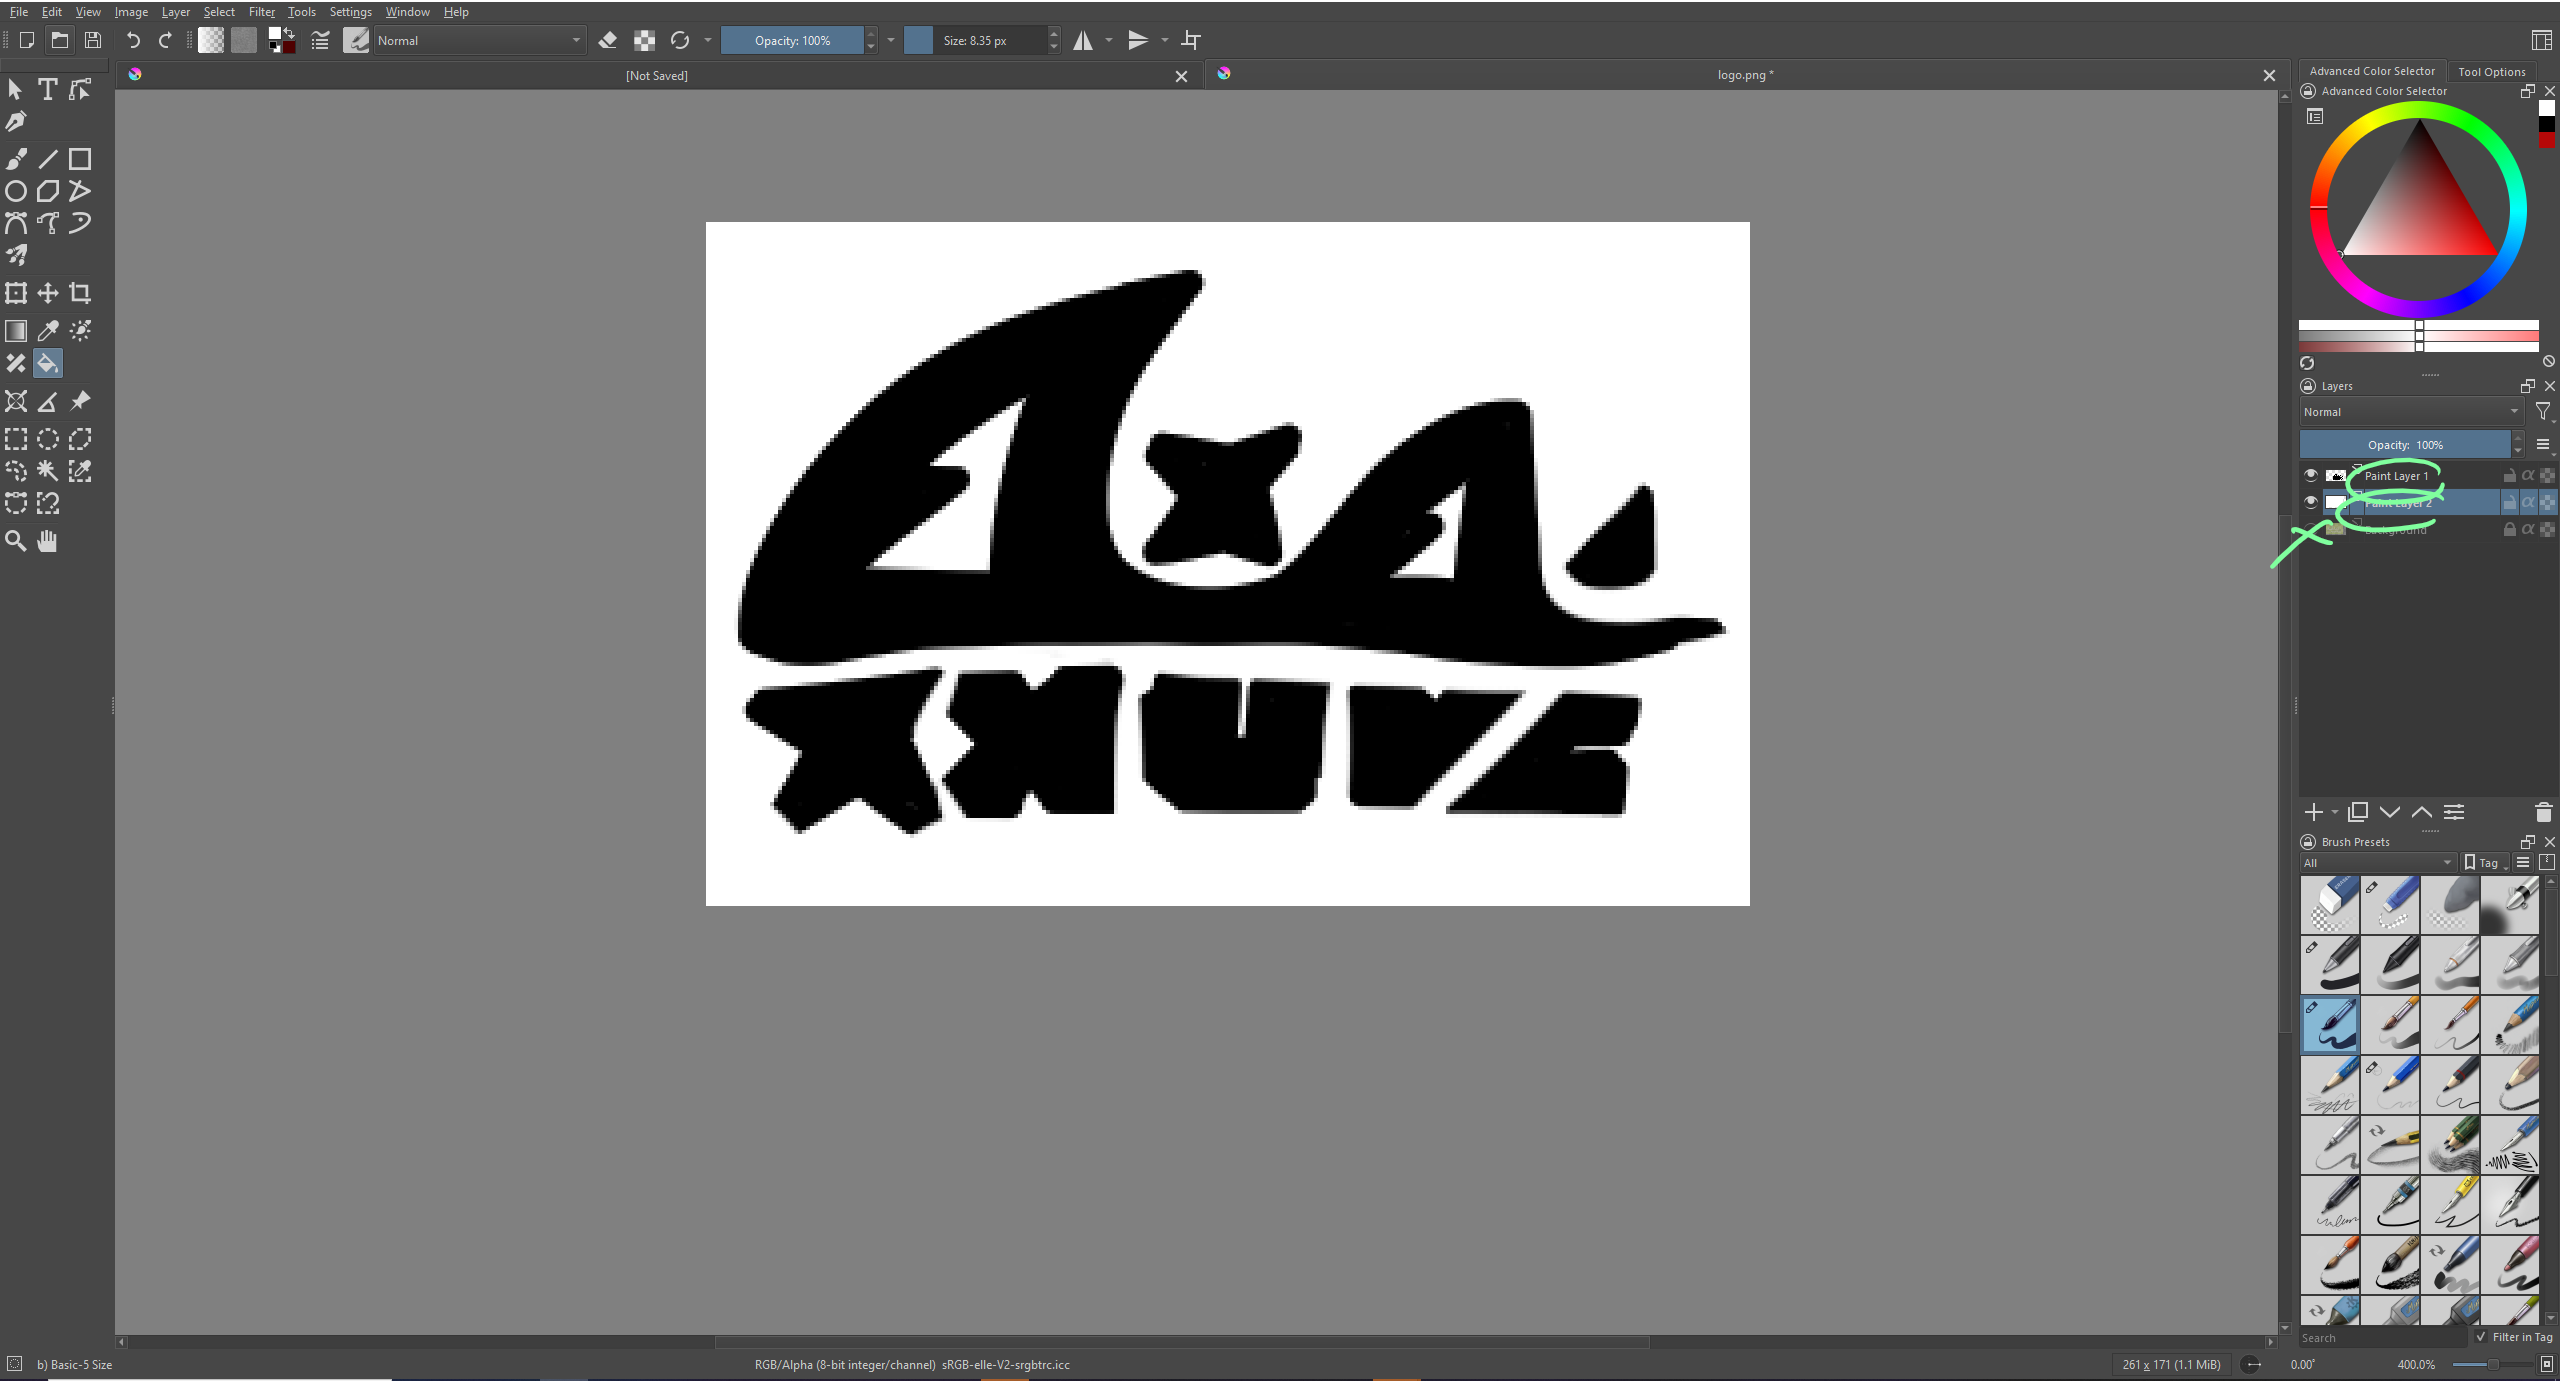 File Edit View Image Layer Select Filter Tools Settings Window Help
Normal
Opacity: 100%
Size: 8.35 px
[Not Saved]
logo.png *
Advanced Color Selector
Tool Options
Advanced Color Selector
Layers
Normal
Opacity: 100%
Paint Layer 1
Paint Layer 2
Background
Brush Presets
All
Tag
Search
Filter in Tag
b) Basic-5 Size
RGB/Alpha (8-bit integer/channel) sRGB-elle-V2-srgbtrc.icc
261 x 171 (1.1 MiB)
0.00°
400.0%